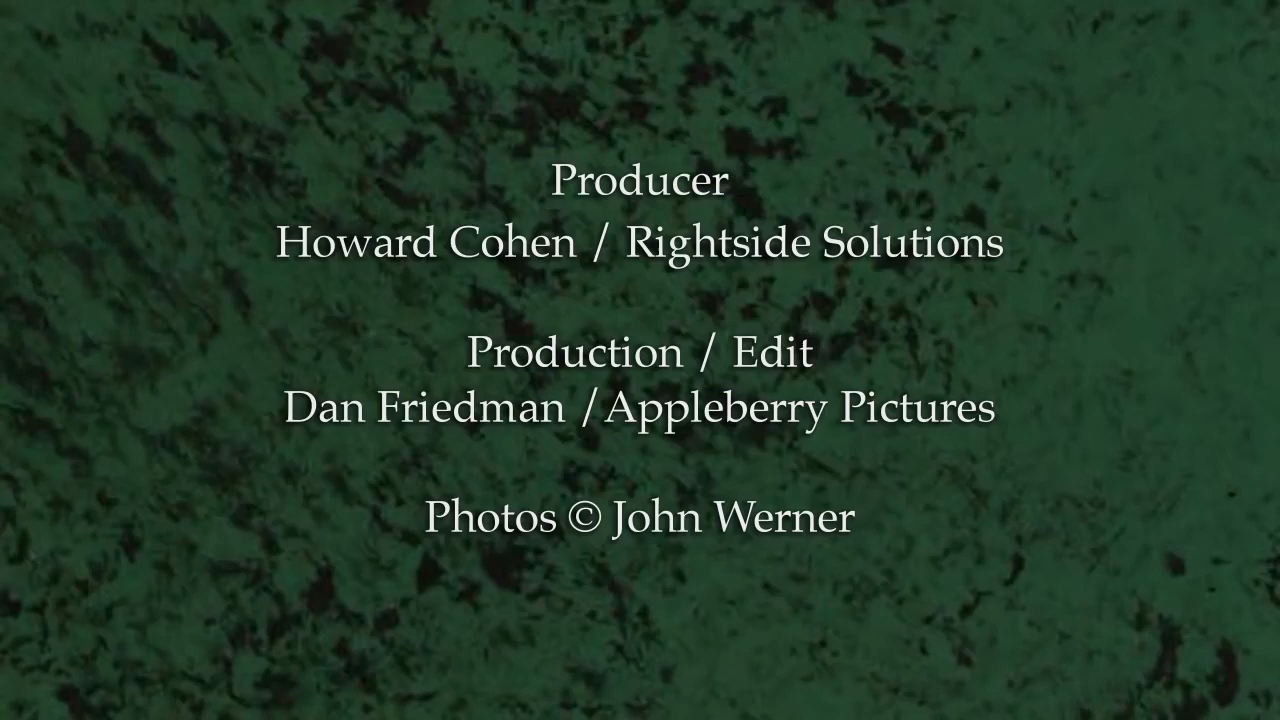 Producer
Howard Cohen / Rightside Solutions
Production / Edit
Dan Friedman /Appleberry Pictures
Photos © John Werner